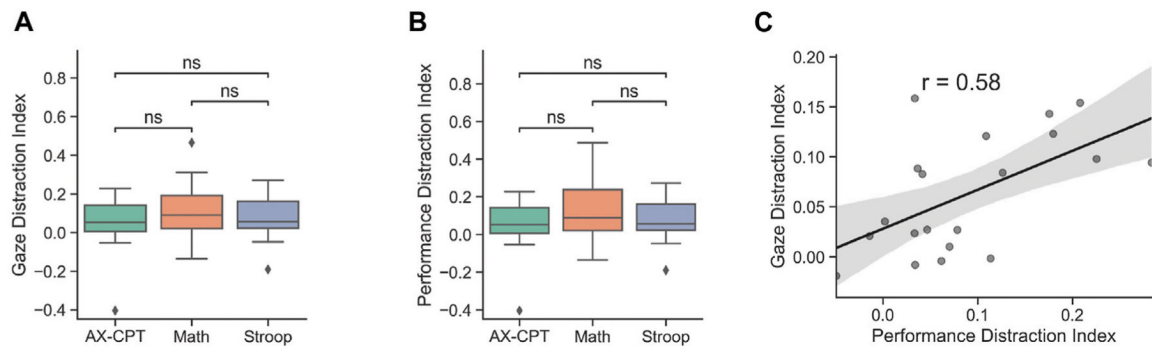 A
Gaze Distraction Index
0.8
0.6
0.4
0.2
0.0
−0.2
−0.4
ns
ns
ns
AX-CPT Math Stroop
B
Performance Distraction Index
0.8
0.6
0.4
0.2
0.0
−0.2
−0.4
ns
ns
ns
AX-CPT Math Stroop
C
Gaze Distraction Index
0.20
0.15
0.10
0.05
0.00
r = 0.58
0.0 0.1 0.2
Performance Distraction Index